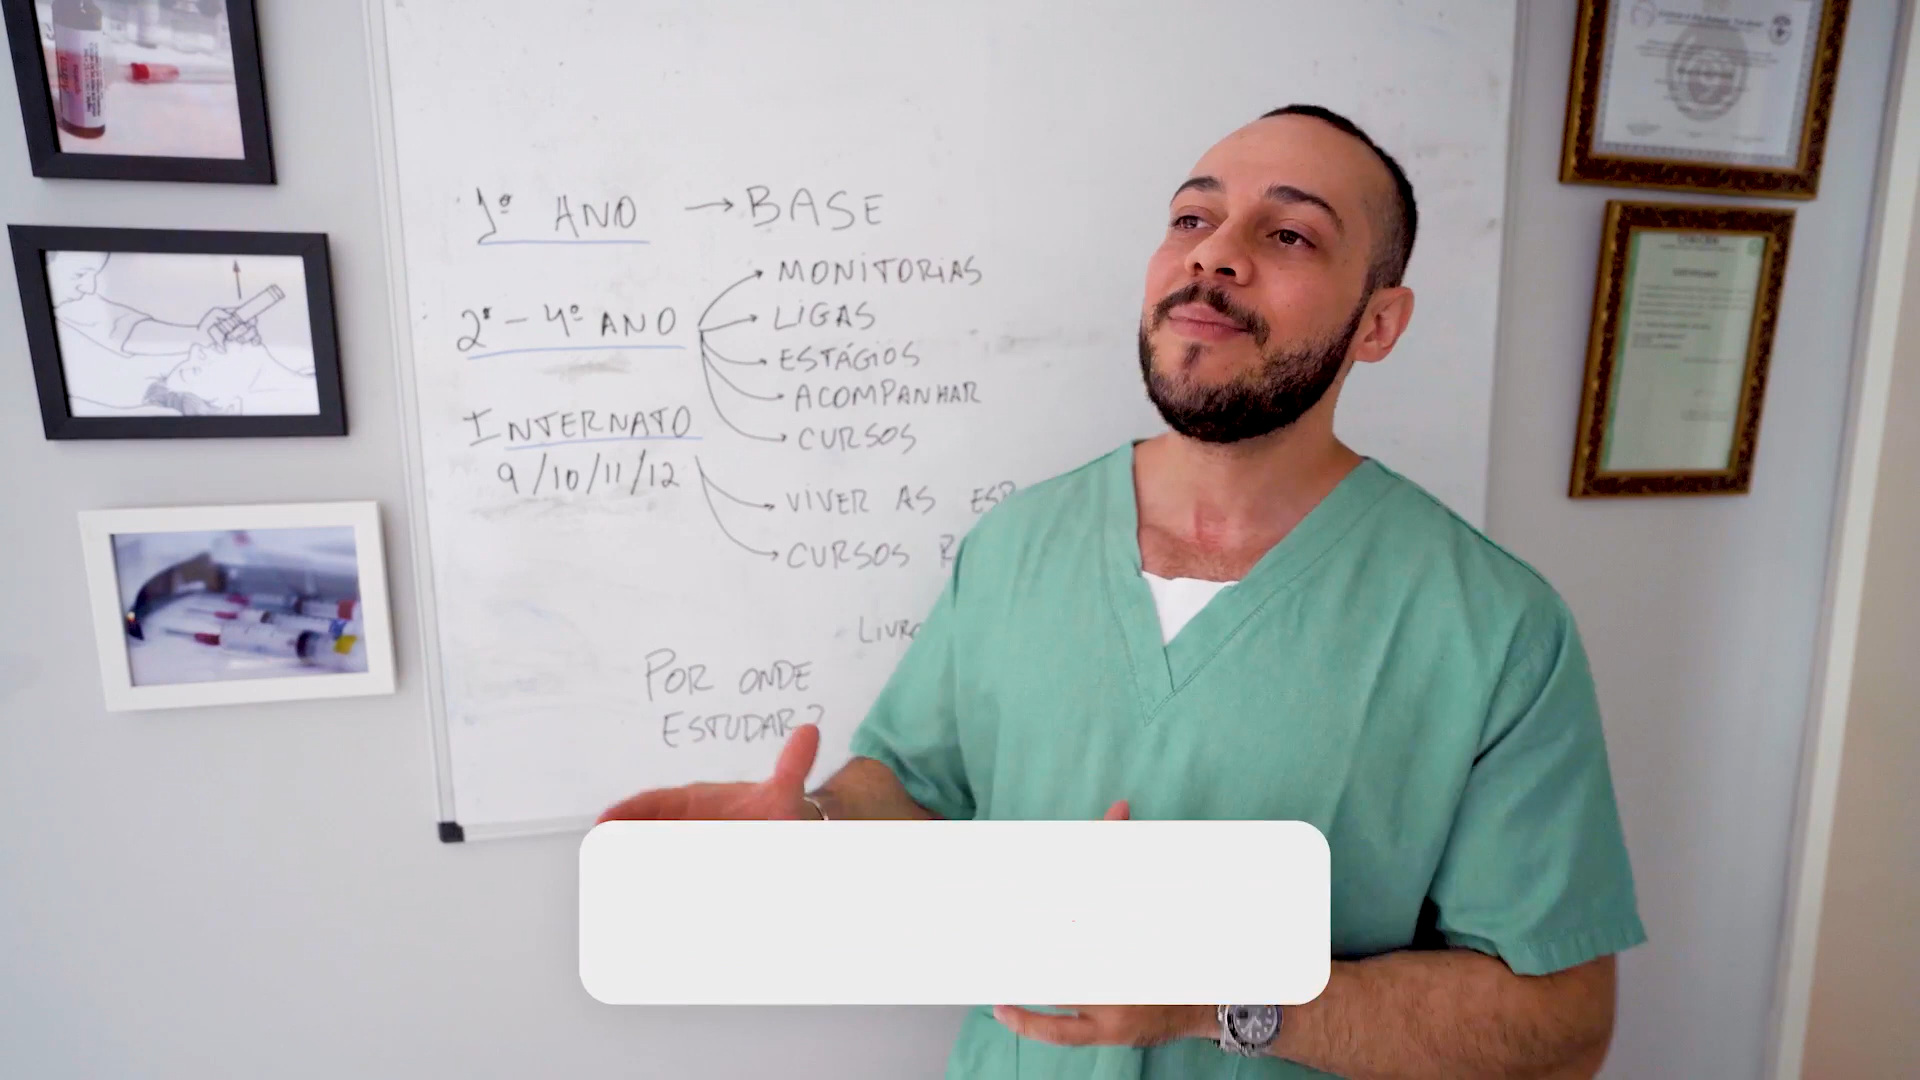 1º ANO → BASE
2º - 4º ANO
MONITORIAS
LIGAS
ESTÁGIOS
ACOMPANHAR
CURSOS
INTERNATO
9/10/11/12
VIVER AS
CURSOS
POR ONDE
ESTUDAR?